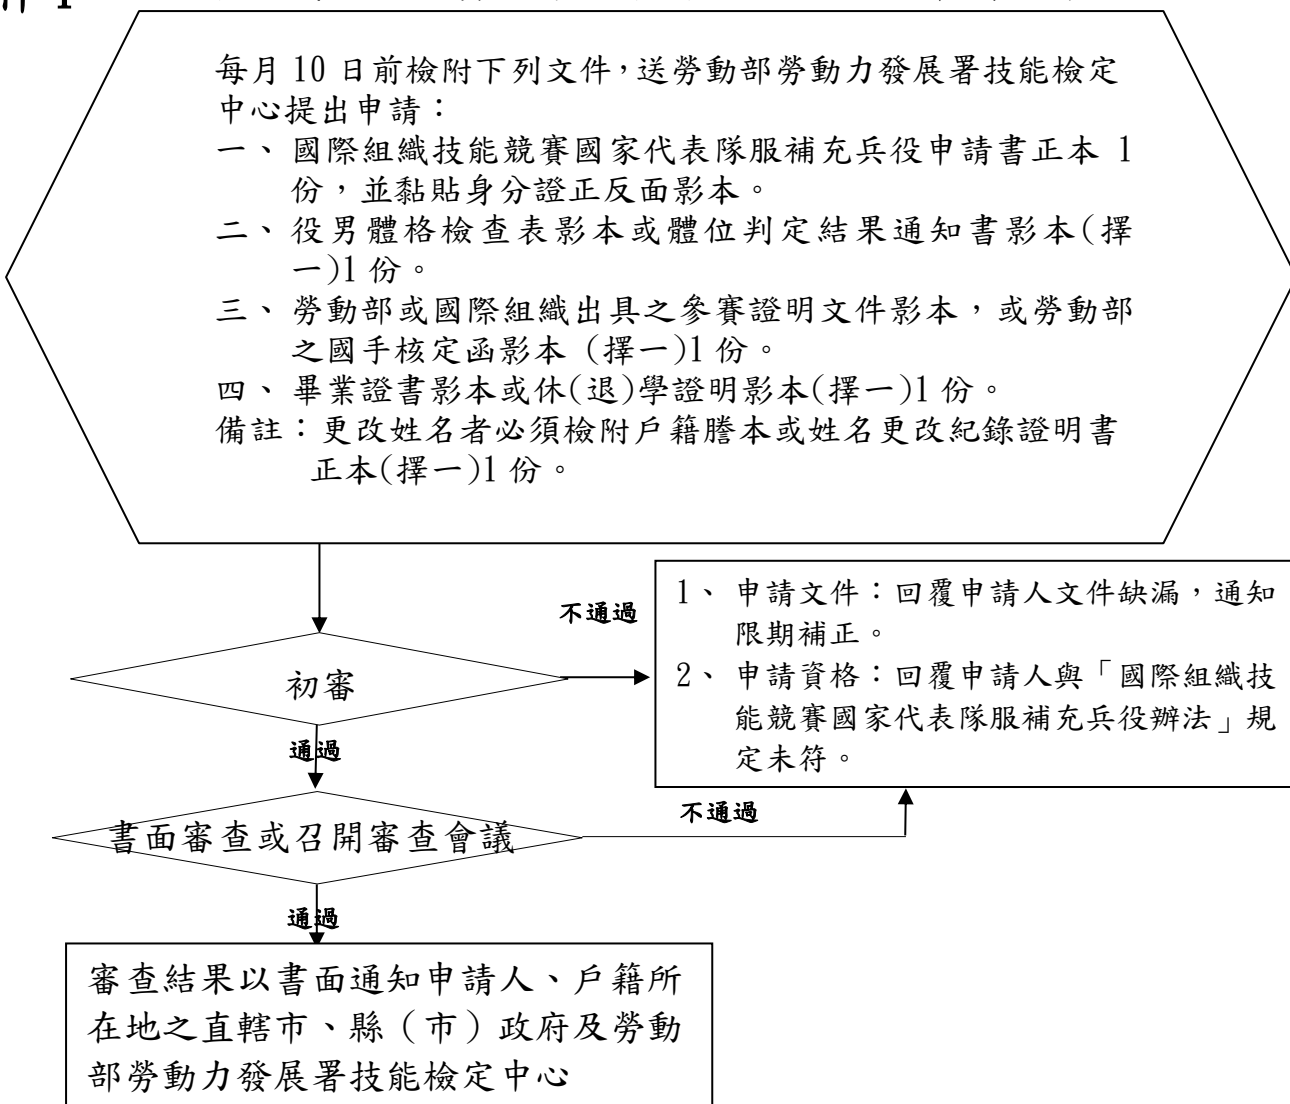 件 1
每月 10 日前檢附下列文件，送勞動部勞動力發展署技能檢定
中心提出申請：
一、 國際組織技能競賽國家代表隊服補充兵役申請書正本 1
份，並黏貼身分證正反面影本。
二、 役男體格檢查表影本或體位判定結果通知書影本(擇
一)1 份。
三、 勞動部或國際組織出具之參賽證明文件影本，或勞動部
之國手核定函影本 (擇一)1 份。
四、 畢業證書影本或休(退)學證明影本(擇一)1 份。
備註：更改姓名者必須檢附戶籍謄本或姓名更改紀錄證明書
正本(擇一)1 份。
不通過
1、 申請文件：回覆申請人文件缺漏，通知
限期補正。
2、 申請資格：回覆申請人與「國際組織技
能競賽國家代表隊服補充兵役辦法」規
定未符。
初審
通過
不通過
書面審查或召開審查會議
通過
審查結果以書面通知申請人、戶籍所
在地之直轄市、縣（市）政府及勞動
部勞動力發展署技能檢定中心